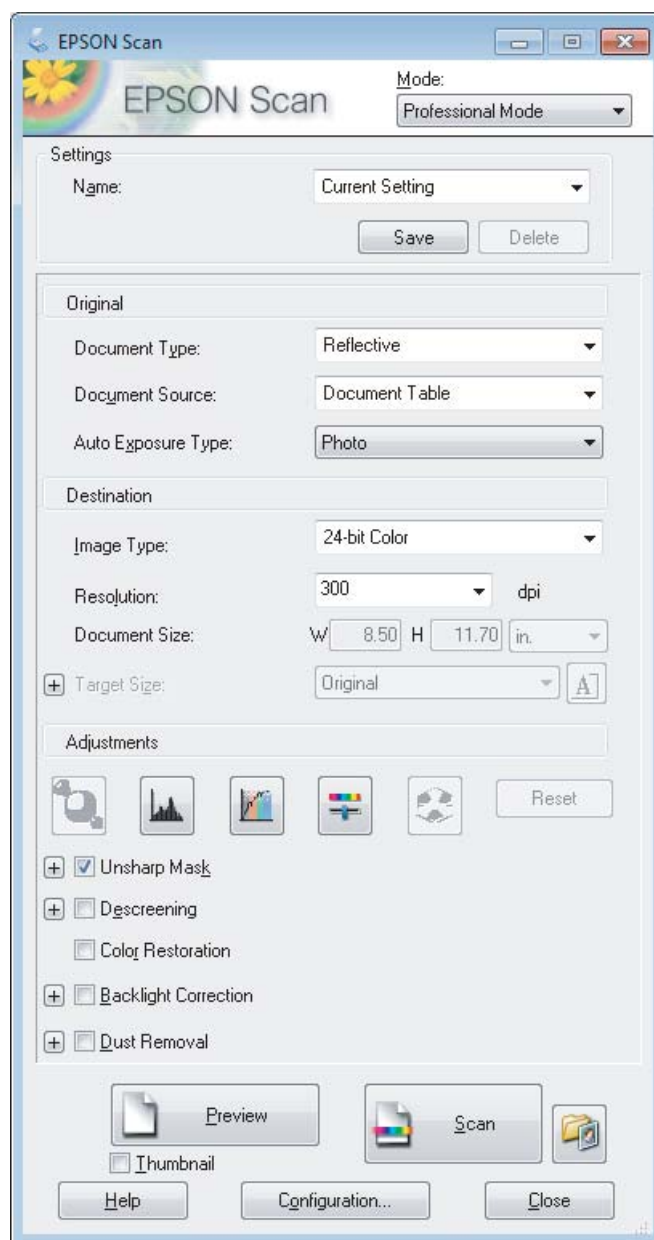 EPSON Scan
EPSON Scan
Mode:
Professional Mode
Settings
Name:
Current Setting
Save
Delete
Original
Document Type:
Reflective
Document Source:
Document Table
Auto Exposure Type:
Photo
Destination
Image Type:
24-bit Color
Resolution:
300
dpi
Document Size:
W 8.50 H 11.70 in.
Target Size:
Original
A
Adjustments
Reset
Unsharp Mask
Descreening
Color Restoration
Backlight Correction
Dust Removal
Preview
Scan
Thumbnail
Help
Configuration...
Close